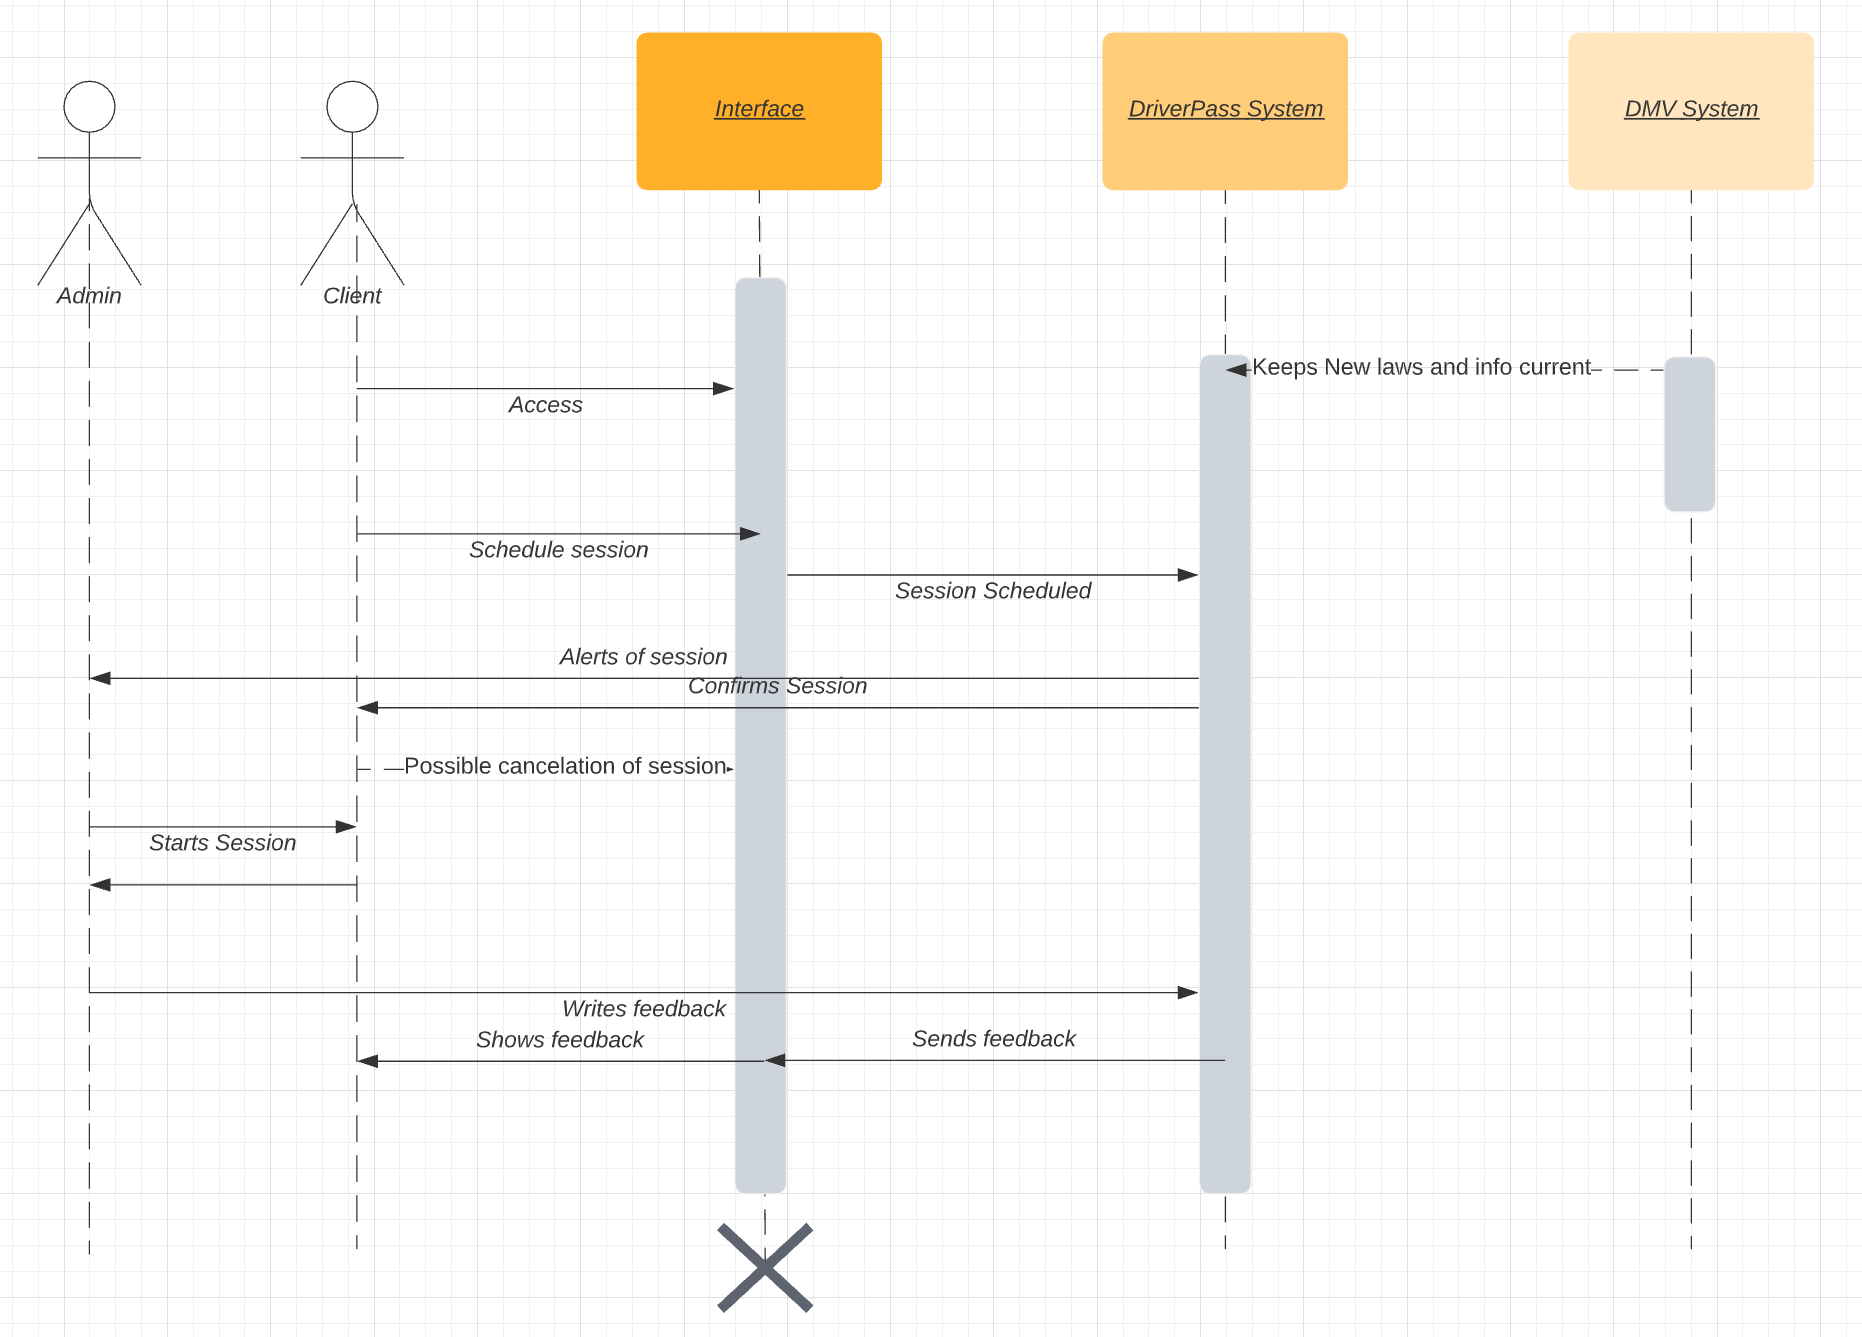 Interface
DriverPass System
DMV System
Admin
Client
Keeps New laws and info current
Access
Schedule session
Session Scheduled
Alerts of session
Confirms Session
Possible cancelation of session
Starts Session
Writes feedback
Shows feedback
Sends feedback